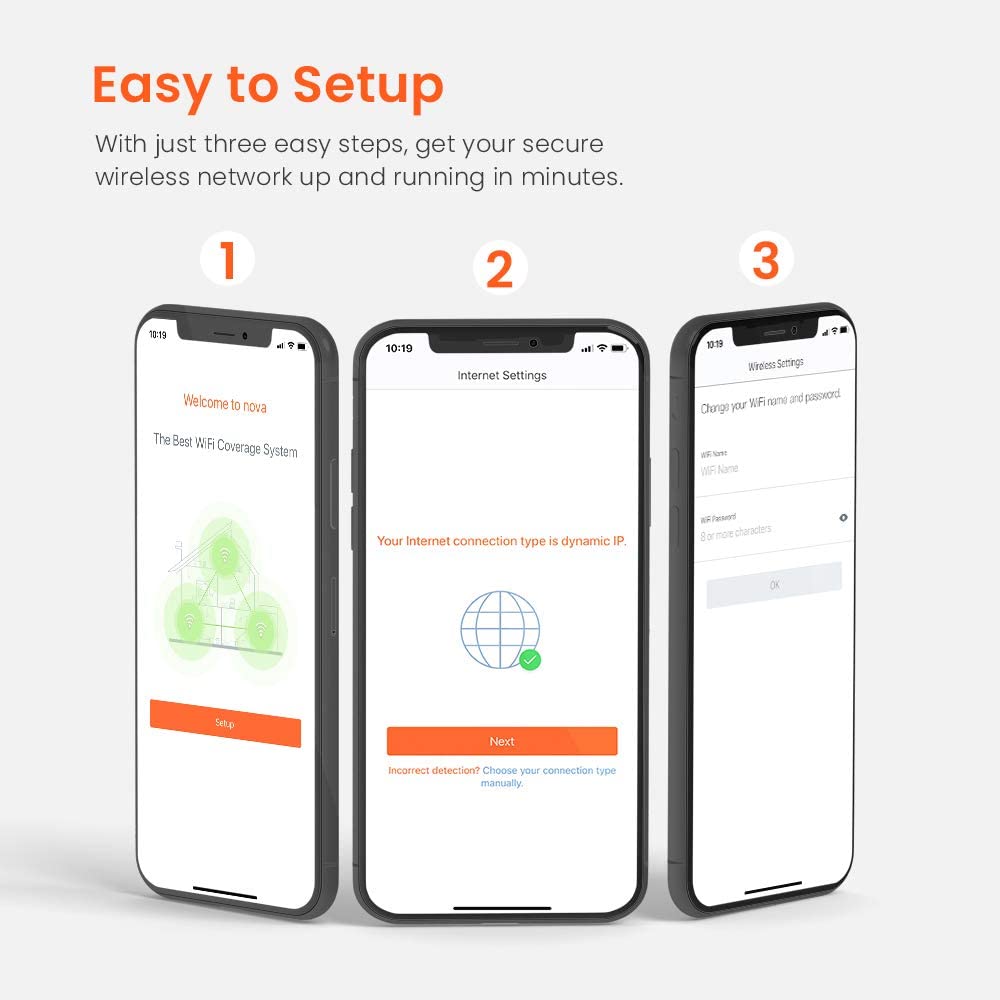 Easy to Setup
With just three easy steps, get your secure
wireless network up and running in minutes.
1
2
3
10:19
Welcome to nova
The Best WiFi Coverage System
Setup
10:19
Internet Settings
Your Internet connection type is dynamic IP.
Next
Incorrect detection? Choose your connection type
manually.
10:19
Wireless Settings
Change your WiFi name and password.
WiFi Name
WiFi Name
WiFi Password
8 or more characters
OK